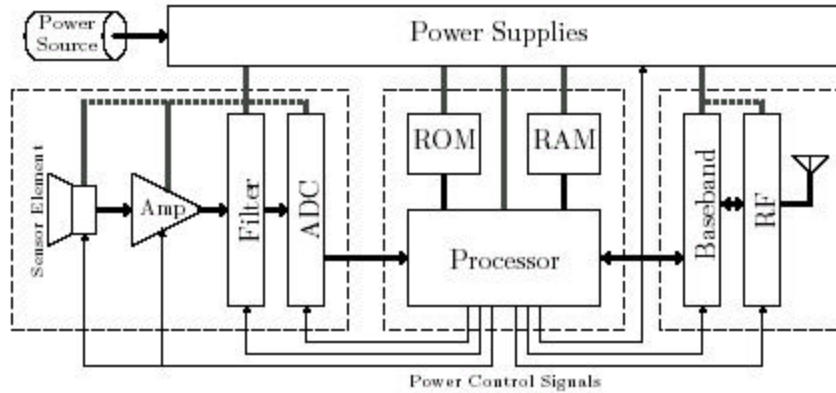 Power
Source
Power Supplies
Sensor Element
Amp
Filter
ADC
ROM
RAM
Processor
Baseband
RF
Power Control Signals